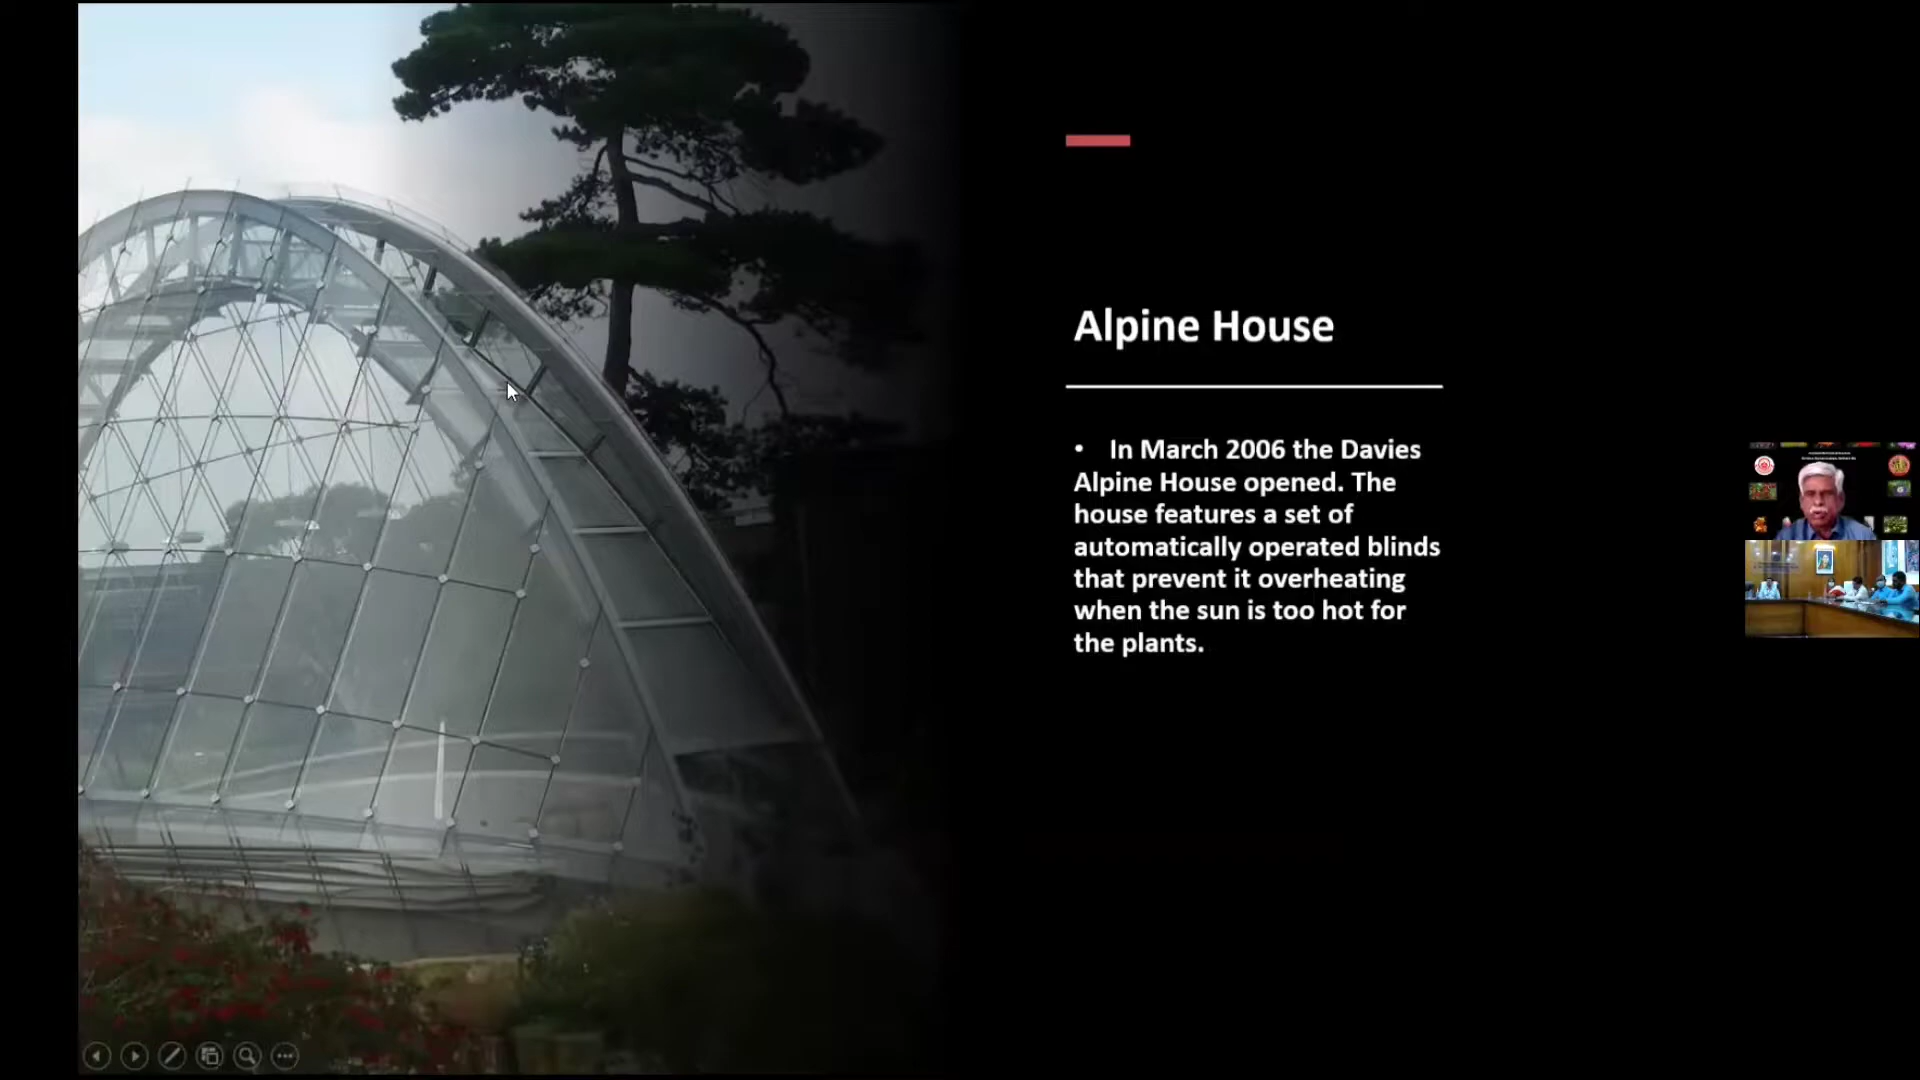 Alpine House
• In March 2006 the Davies
Alpine House opened. The
house features a set of
automatically operated blinds
that prevent it overheating
when the sun is too hot for
the plants.